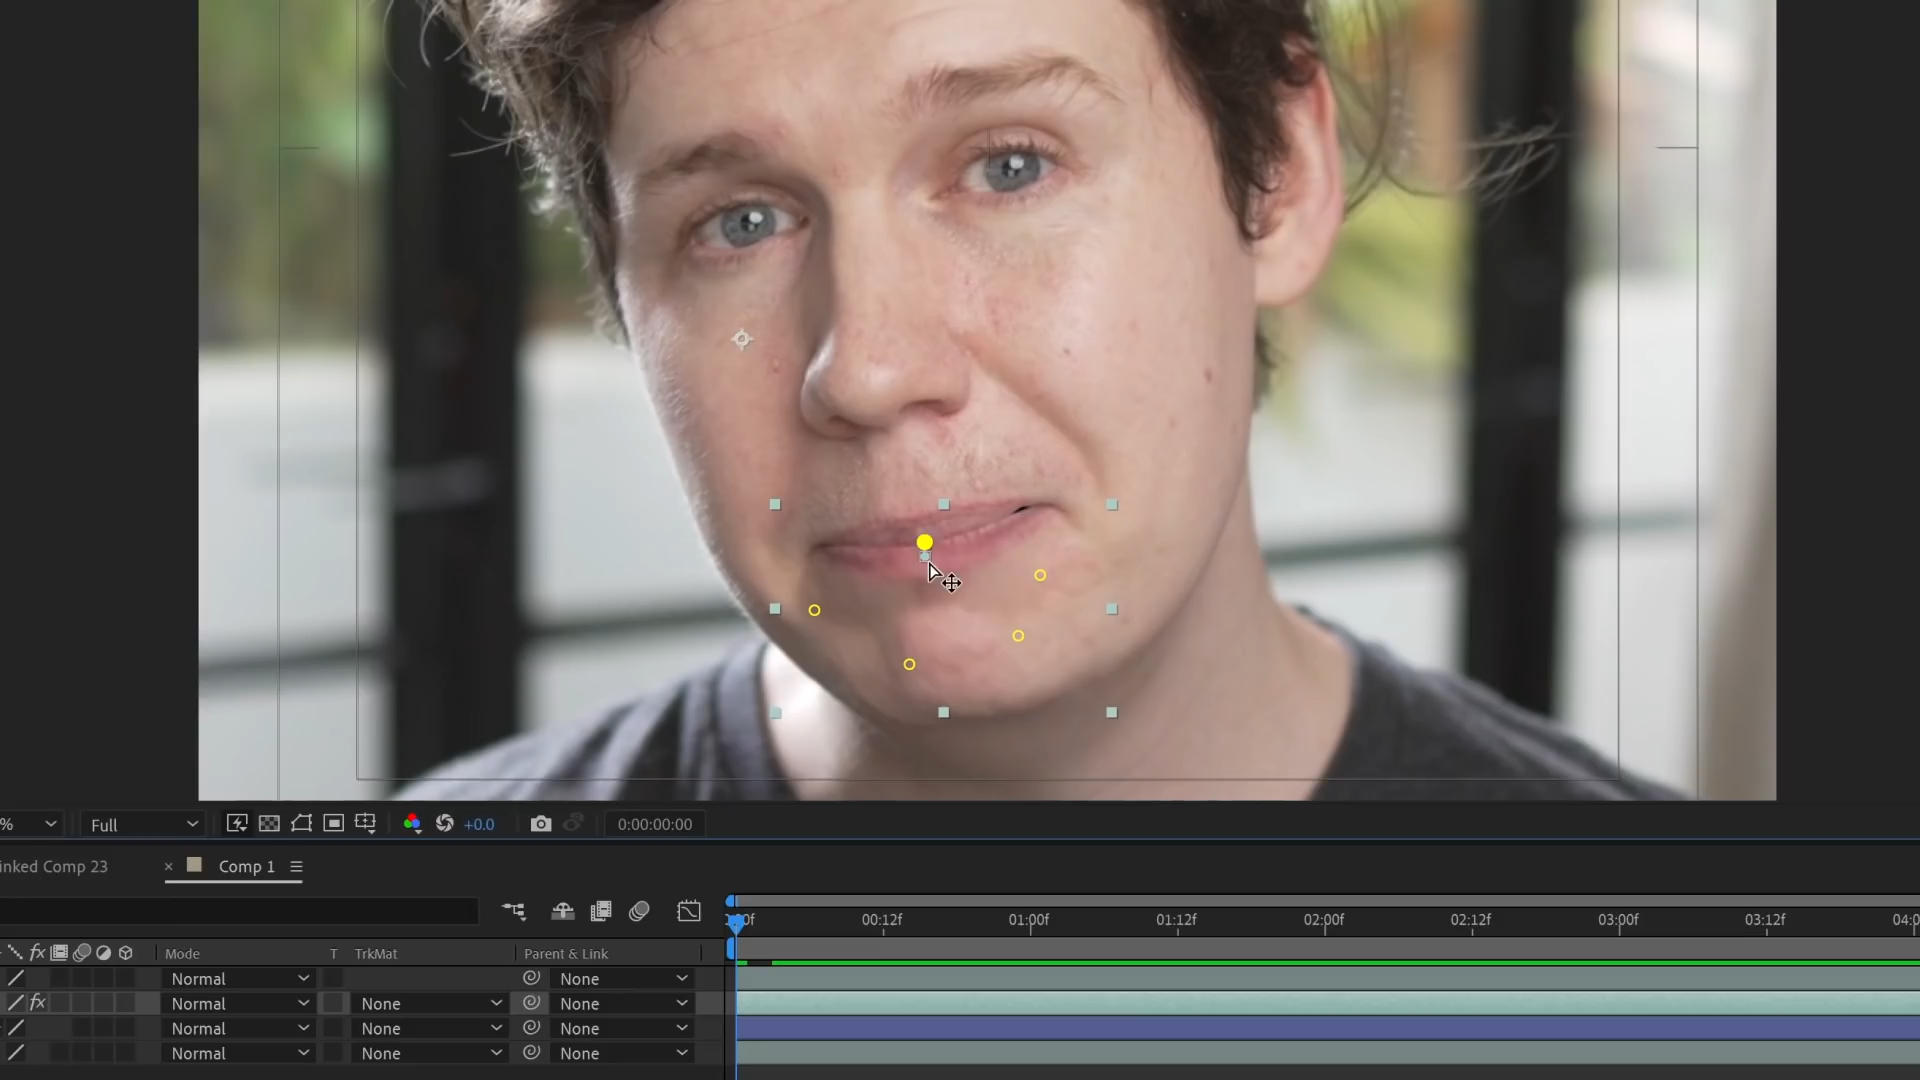 %
Full
+0.0
0:00:00:00
inked Comp 23
× Comp 1
00:12f 01:00f 01:12f 02:00f 02:12f 03:00f 03:12f
fx Mode T TrkMat Parent & Link
Normal None
fx Normal None None
Normal None None
Normal None None